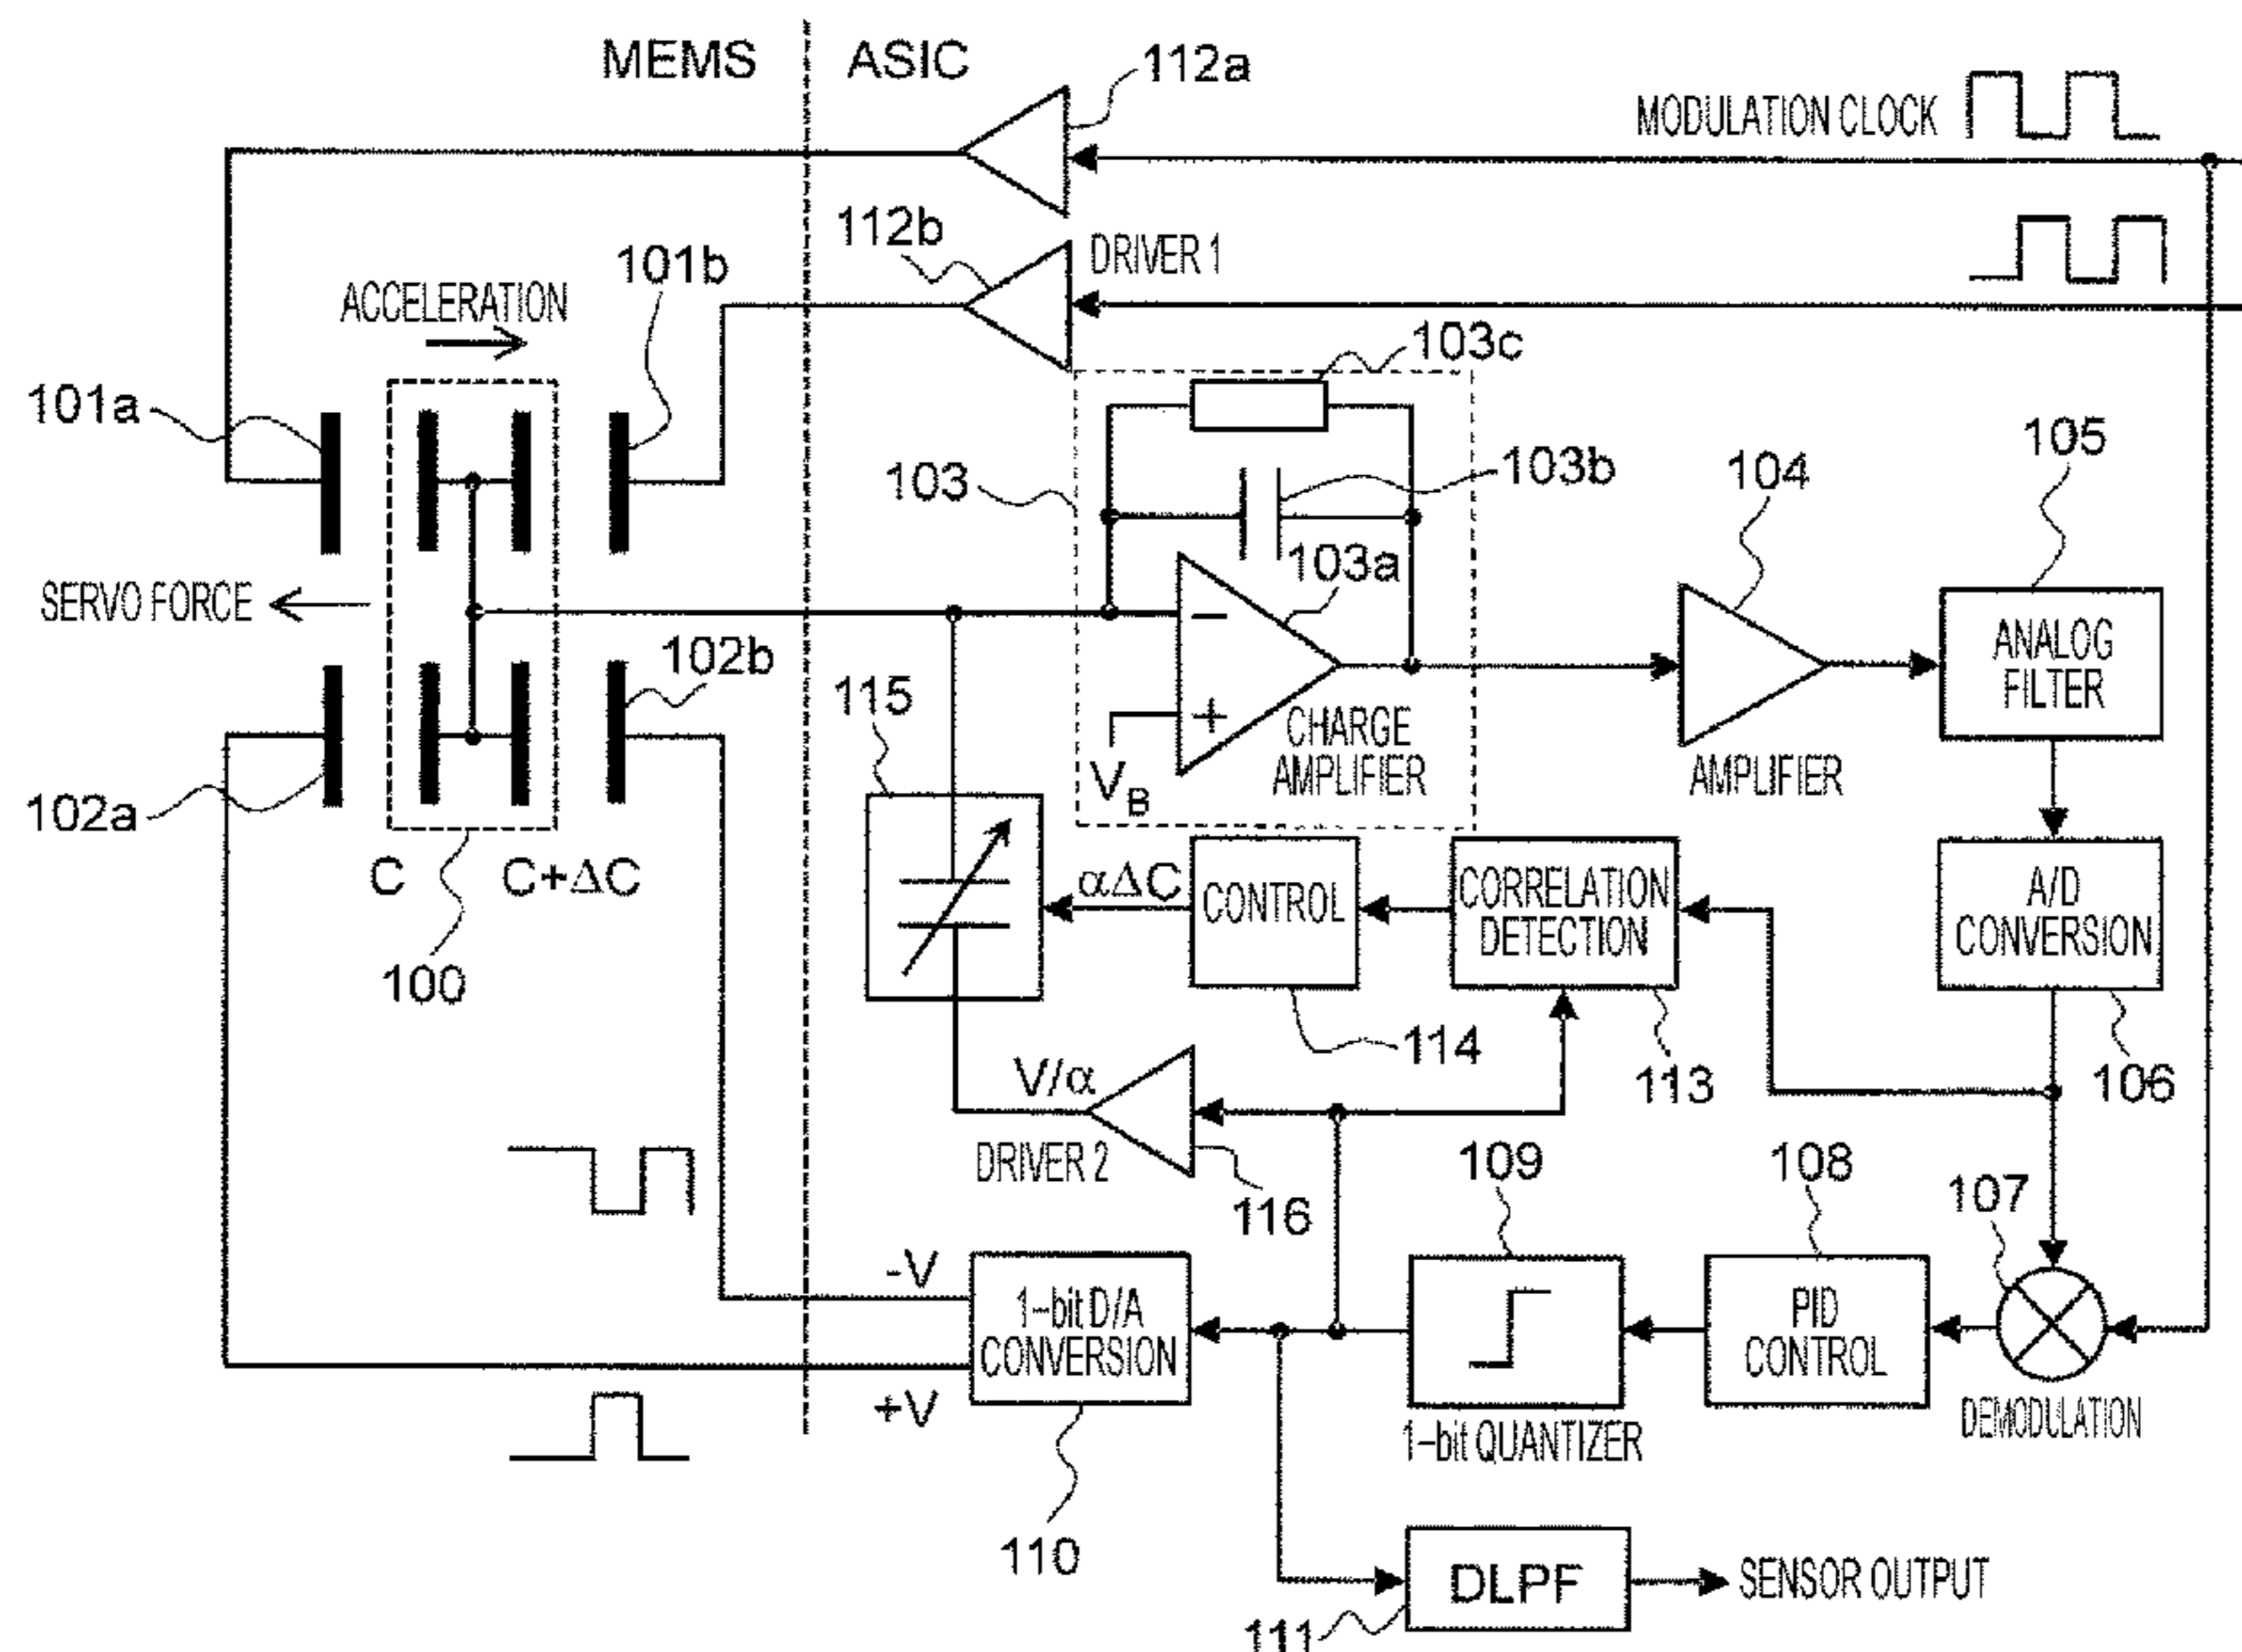 MEMS
ASIC
112a
MODULATION CLOCK
112b
DRIVER 1
101b
ACCELERATION
103c
101a
105
103
103b
104
103a
ANALOG
FILTER
SERVO FORCE
−
102b
115
+
CHARGE
AMPLIFIER
AMPLIFIER
VB
102a
C
C+ΔC
αΔC
CONTROL
CORRELATION
DETECTION
A/D
CONVERSION
100
114
113
106
V/α
DRIVER 2
116
109
108
107
-V
1-bit D/A
CONVERSION
PID
CONTROL
+V
1-bit QUANTIZER
DEMODULATION
110
DLPF
SENSOR OUTPUT
111